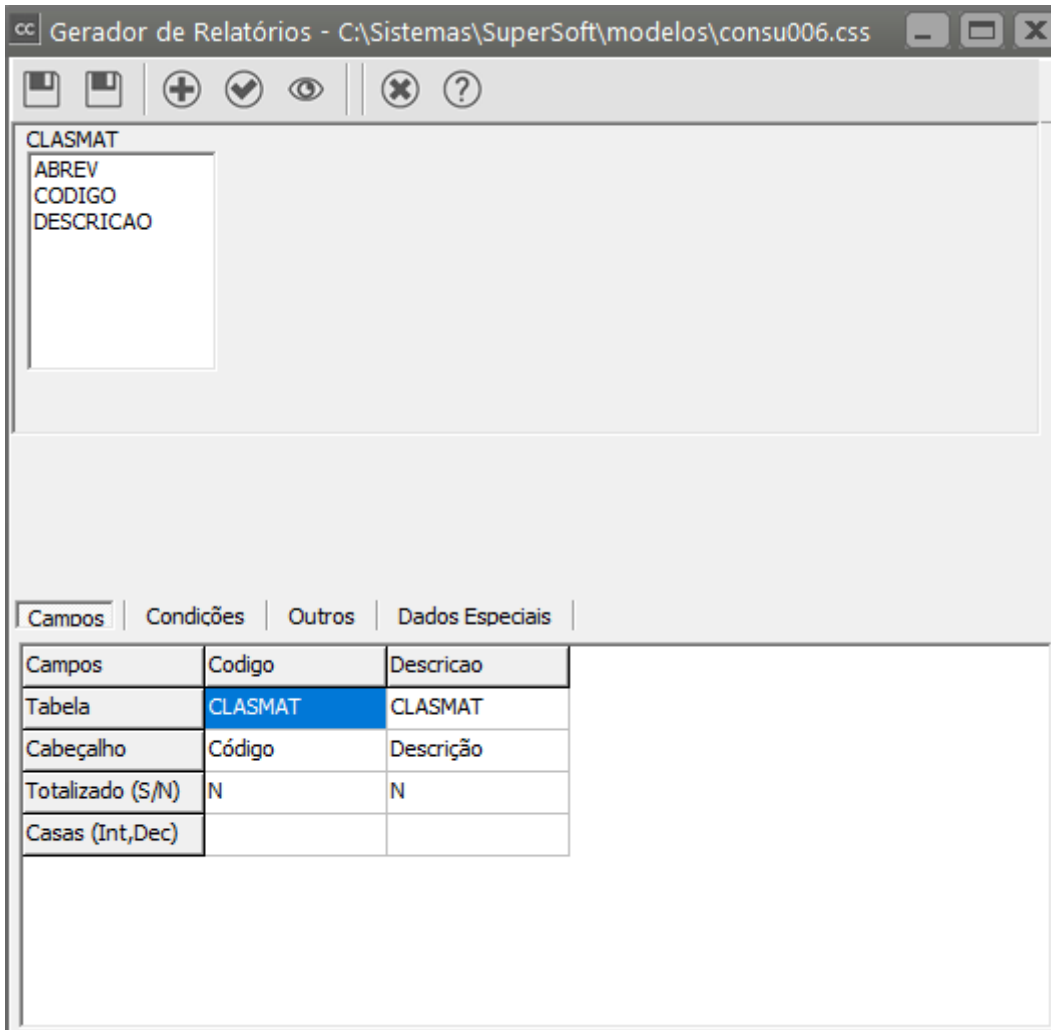 cc Gerador de Relatórios - C:\Sistemas\SuperSoft\modelos\consu006.css
CLASMAT
ABREV
CODIGO
DESCRICAO
Campos Condições Outros Dados Especiais
Campos Codigo Descricao
Tabela CLASMAT CLASMAT
Cabeçalho Código Descrição
Totalizado (S/N) N N
Casas (Int,Dec)